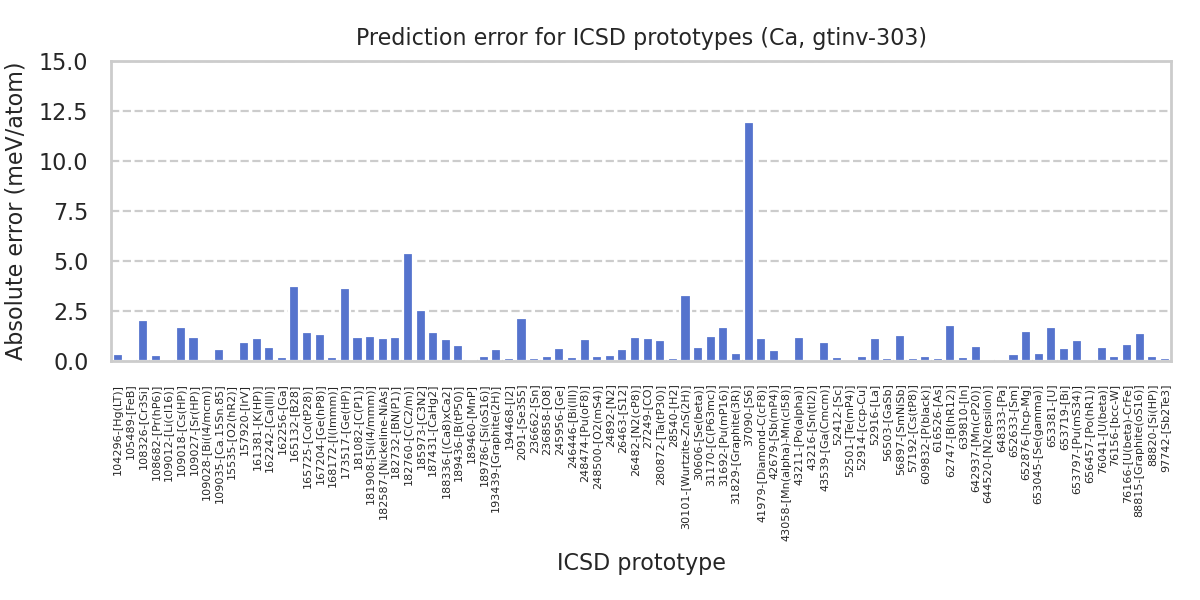 Prediction error for ICSD prototypes (Ca, gtinv-303)
Absolute error (meV/atom)
15.0
12.5
10.0
7.5
5.0
2.5
0.0
104296-[Hg(LT)]
105489-[FeB]
108326-[Cr3Si]
108682-[Pr(hP6)]
109012-[Li(cI16)]
109018-[Cs(HP)]
109027-[Sr(HP)]
109028-[Bi(I4/mcm)]
109035-[Ca.15Sn.85]
15535-[O2(hR2)]
157920-[IrV]
161381-[K(HP)]
162242-[Ca(III)]
162256-[Ga]
165132-[B28]
165725-[Co(tP28)]
167204-[Ge(hP8)]
168172-[I(Immm)]
173517-[Ge(HP)]
181082-[C(P1)]
181908-[Si(I4/mmm)]
182587-[Nickeline-NiAs]
182732-[BN(P1)]
182760-[C(C2/m)]
185973-[C3N2]
187431-[CaHg2]
188336-[(Ca8)xCa2]
189436-[B(tP50)]
189460-[MnP]
189786-[Si(oS16)]
193439-[Graphite(2H)]
194468-[I2]
2091-[Se3S5]
236662-[Sn]
236858-[O8]
245956-[Ge]
246446-[Bi(III)]
248474-[Pu(oF8)]
248500-[O2(mS4)]
24892-[N2]
26463-[S12]
26482-[N2(cP8)]
27249-[CO]
280872-[Ta(tP30)]
28540-[H2]
30101-[Wurtzite-ZnS(2H)]
30606-[Se(beta)]
31170-[C(P63mc)]
31692-[Pu(mP16)]
31829-[Graphite(3R)]
37090-[S6]
41979-[Diamond-C(cF8)]
42679-[Sb(mP4)]
43058-[Mn(alpha)-Mn(cI58)]
43211-[Po(alpha)]
43216-[Sn(tI2)]
43539-[Ga(Cmcm)]
52412-[Sc]
52501-[Te(mP4)]
52914-[ccp-Cu]
52916-[La]
56503-[GaSb]
56897-[SmNiSb]
57192-[Cs(tP8)]
609832-[P(black)]
616526-[As]
62747-[B(hR12)]
639810-[In]
642937-[Mn(cP20)]
644520-[N2(epsilon)]
648333-[Pa]
652633-[Sm]
652876-[hcp-Mg]
653045-[Se(gamma)]
653381-[U]
653719-[I]
653797-[Pu(mS34)]
656457-[Po(hR1)]
76041-[U(beta)]
76156-[bcc-W]
76166-[U(beta)-CrFe]
88815-[Graphite(oS16)]
88820-[Si(HP)]
97742-[Sb2Te3]
ICSD prototype